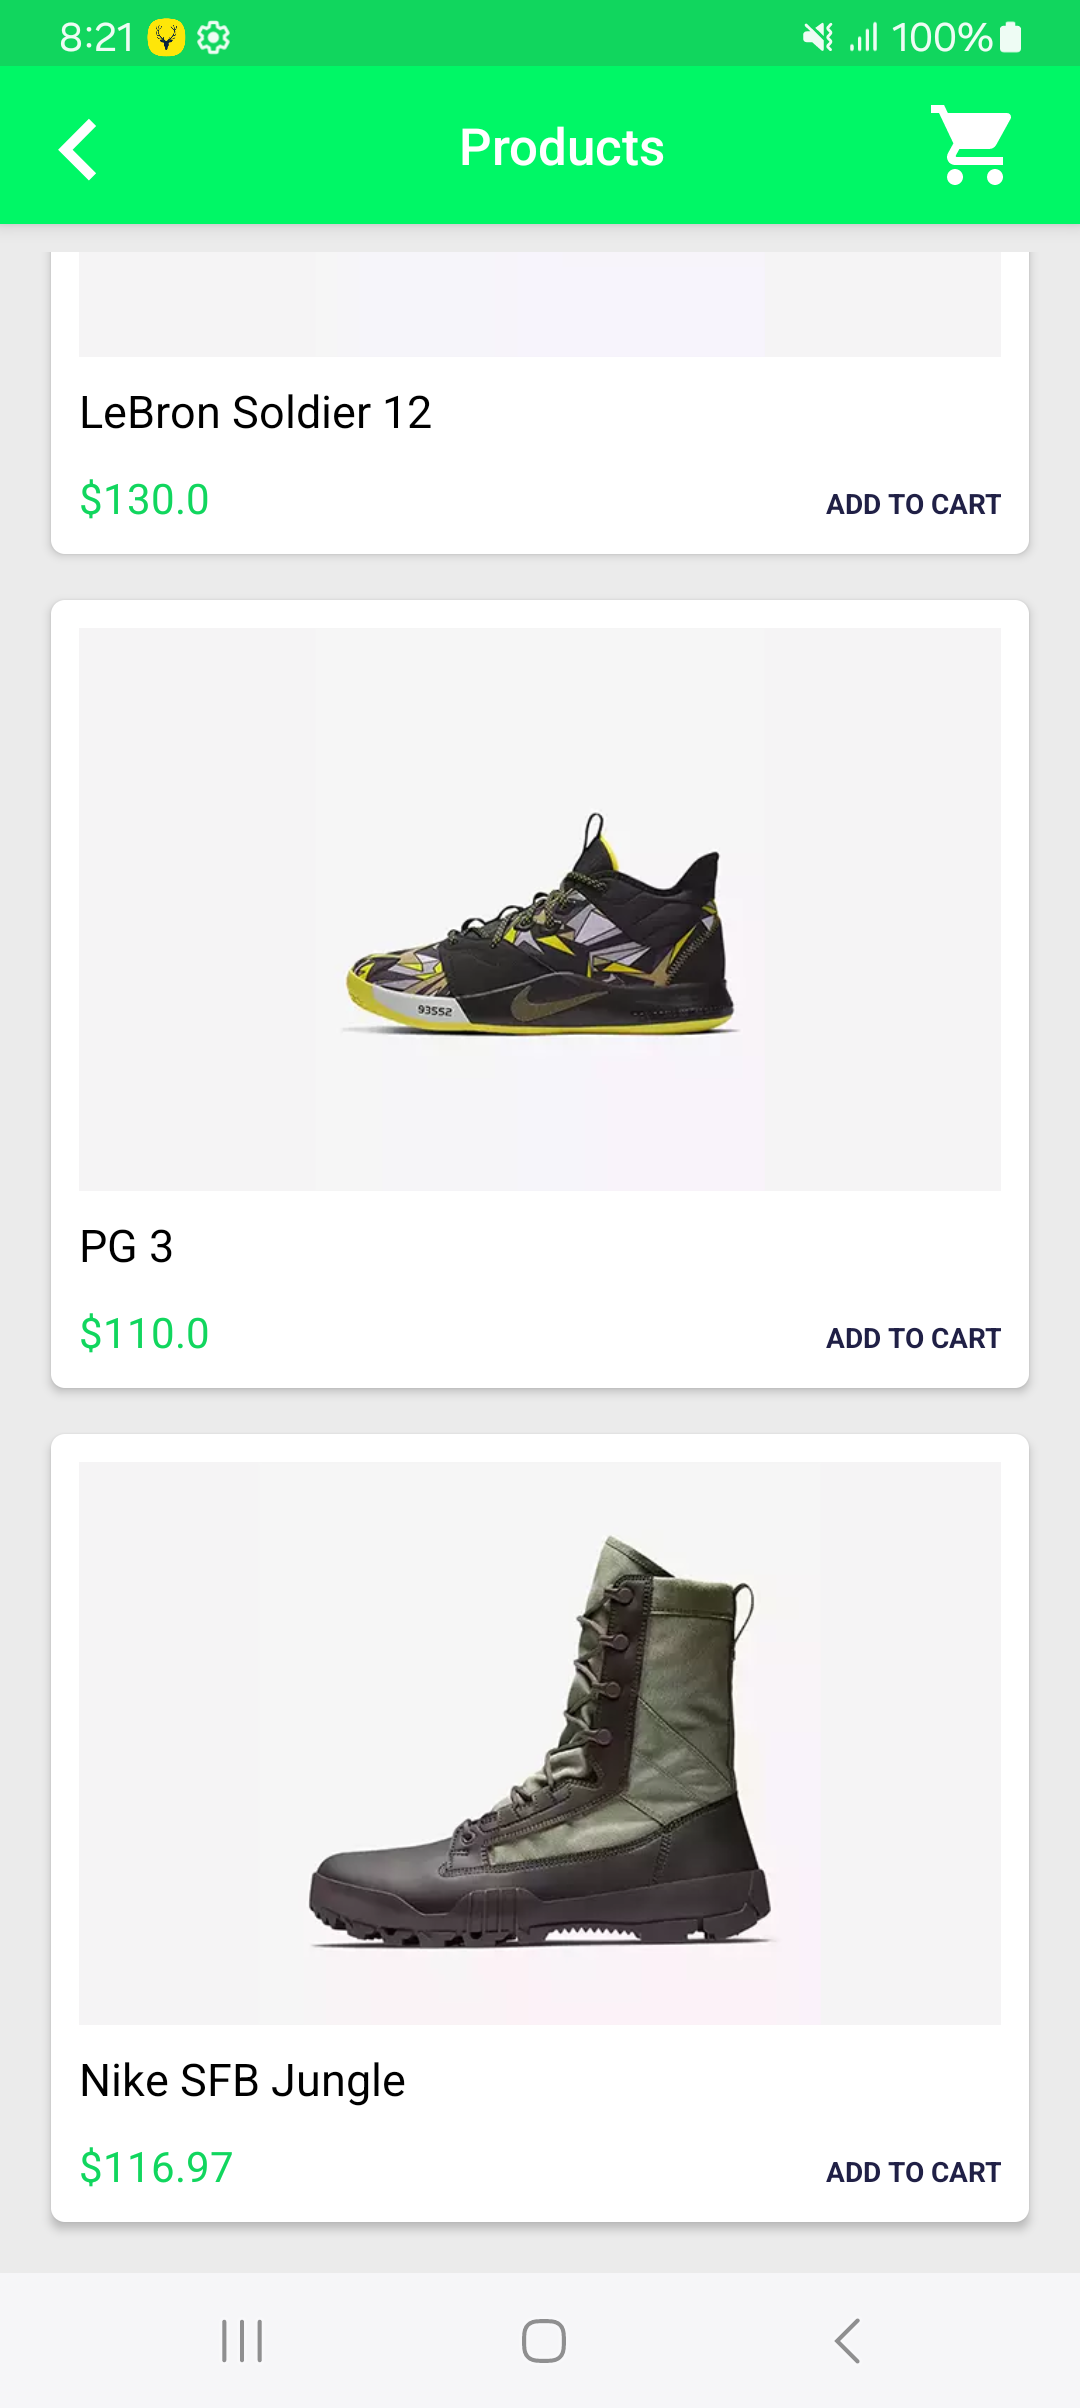 8:21
100%
Products
LeBron Soldier 12
$130.0
ADD TO CART
93552
PG 3
$110.0
ADD TO CART
Nike SFB Jungle
$116.97
ADD TO CART